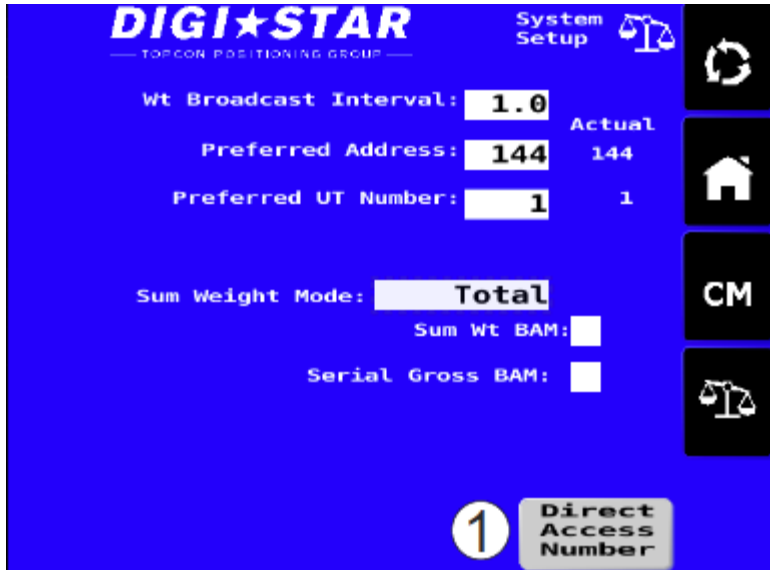 DIGI★STAR
TOPCON POSITIONING GROUP
System
Setup
Wt Broadcast Interval: 1.0
Actual
Preferred Address: 144 144
Preferred UT Number: 1 1
Sum Weight Mode: Total
Sum Wt BAM:
Serial Gross BAM:
CM
1
Direct
Access
Number